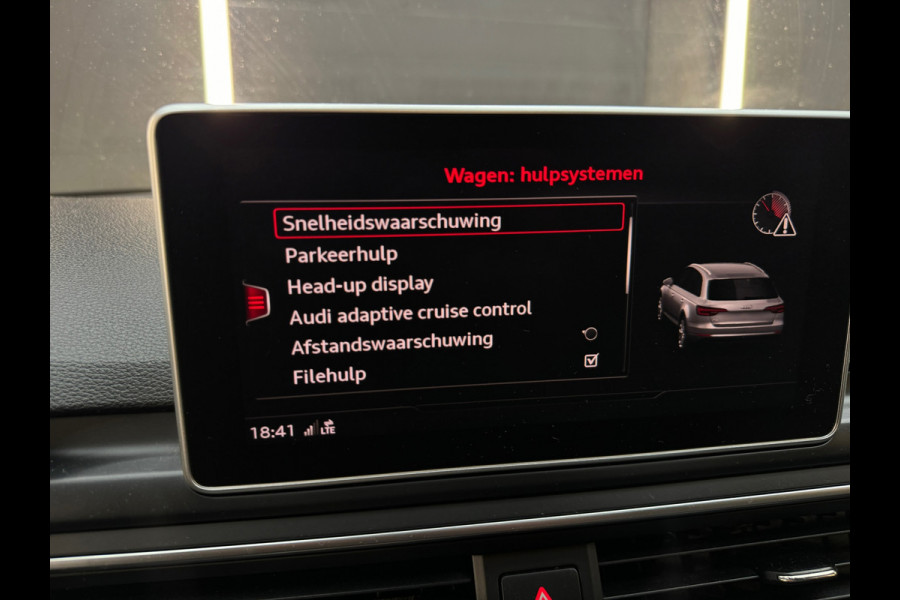 Wagen: hulpsystemen
Snelheidswaarschuwing
Parkeerhulp
Head-up display
Audi adaptive cruise control
Afstandswaarschuwing
Filehulp
18:41 LTE